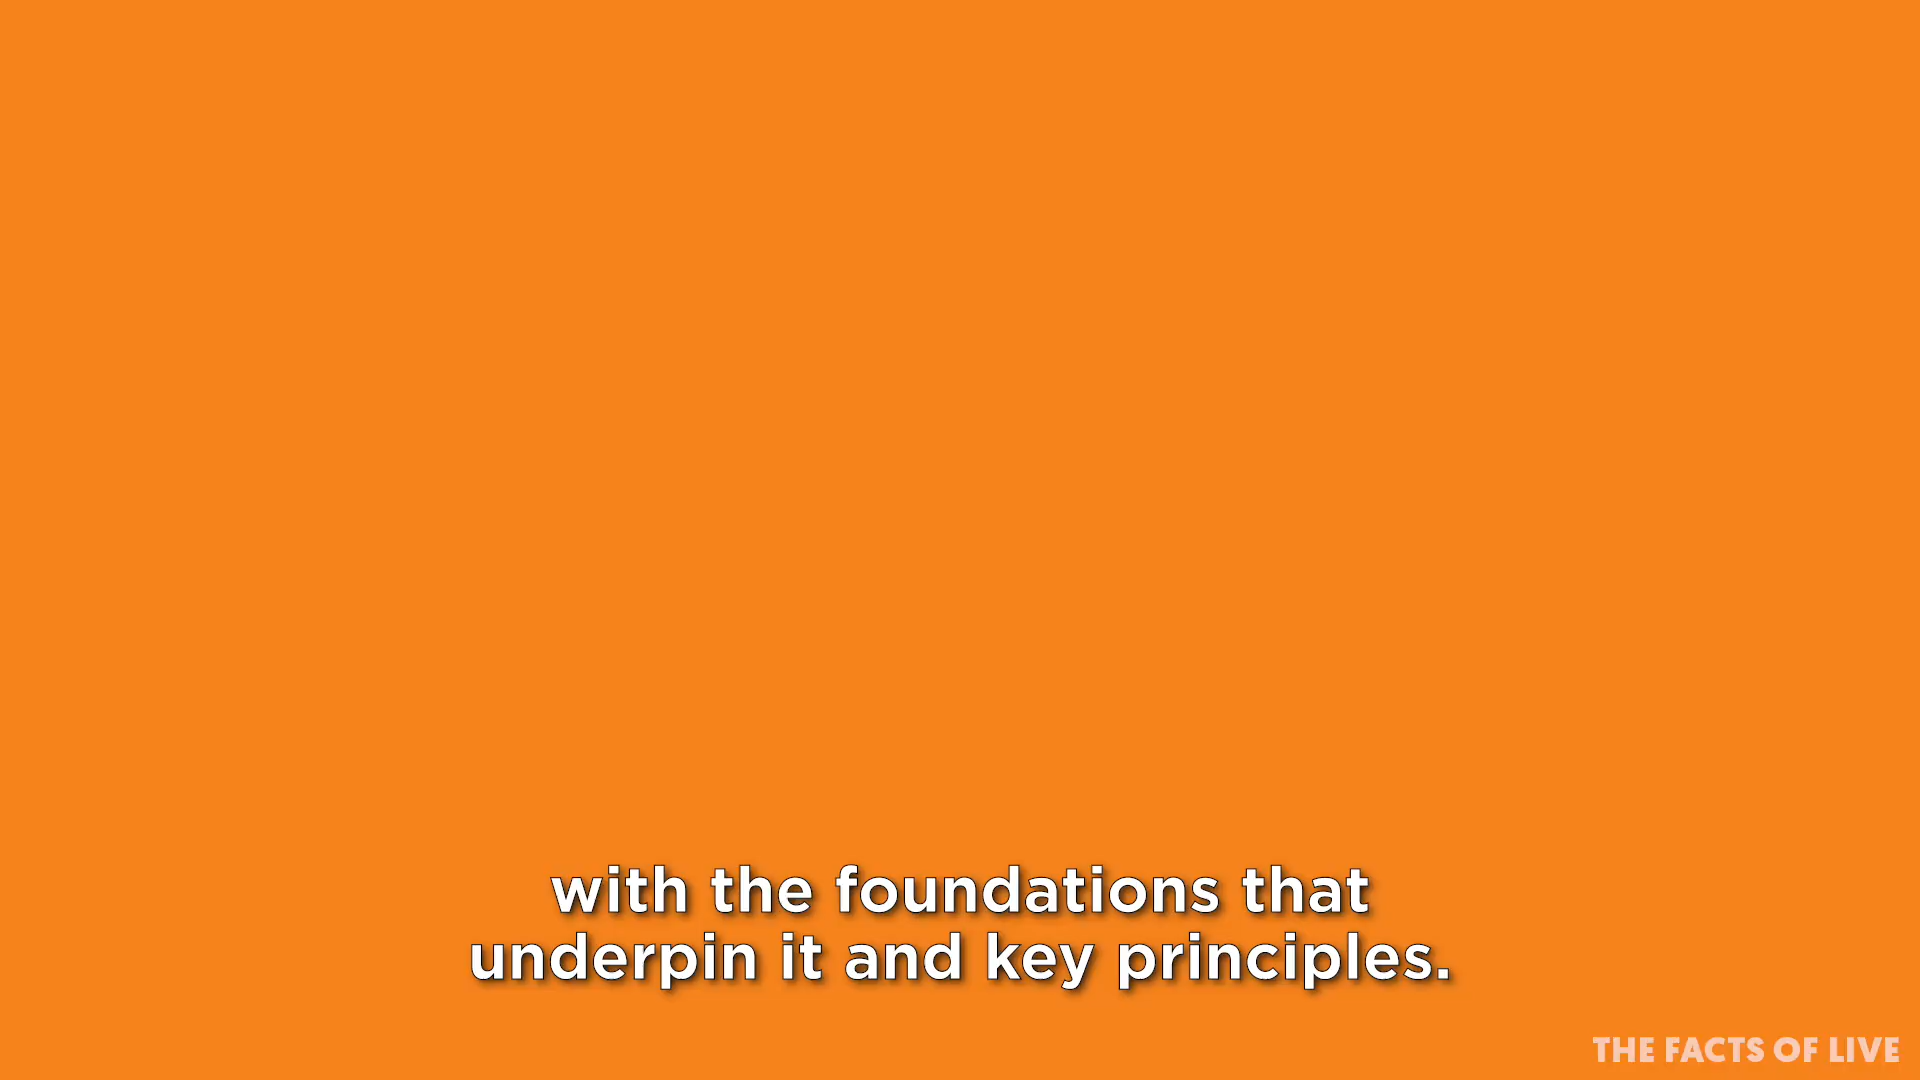 with the foundations that
underpin it and key principles.
THE FACTS OF LIVE